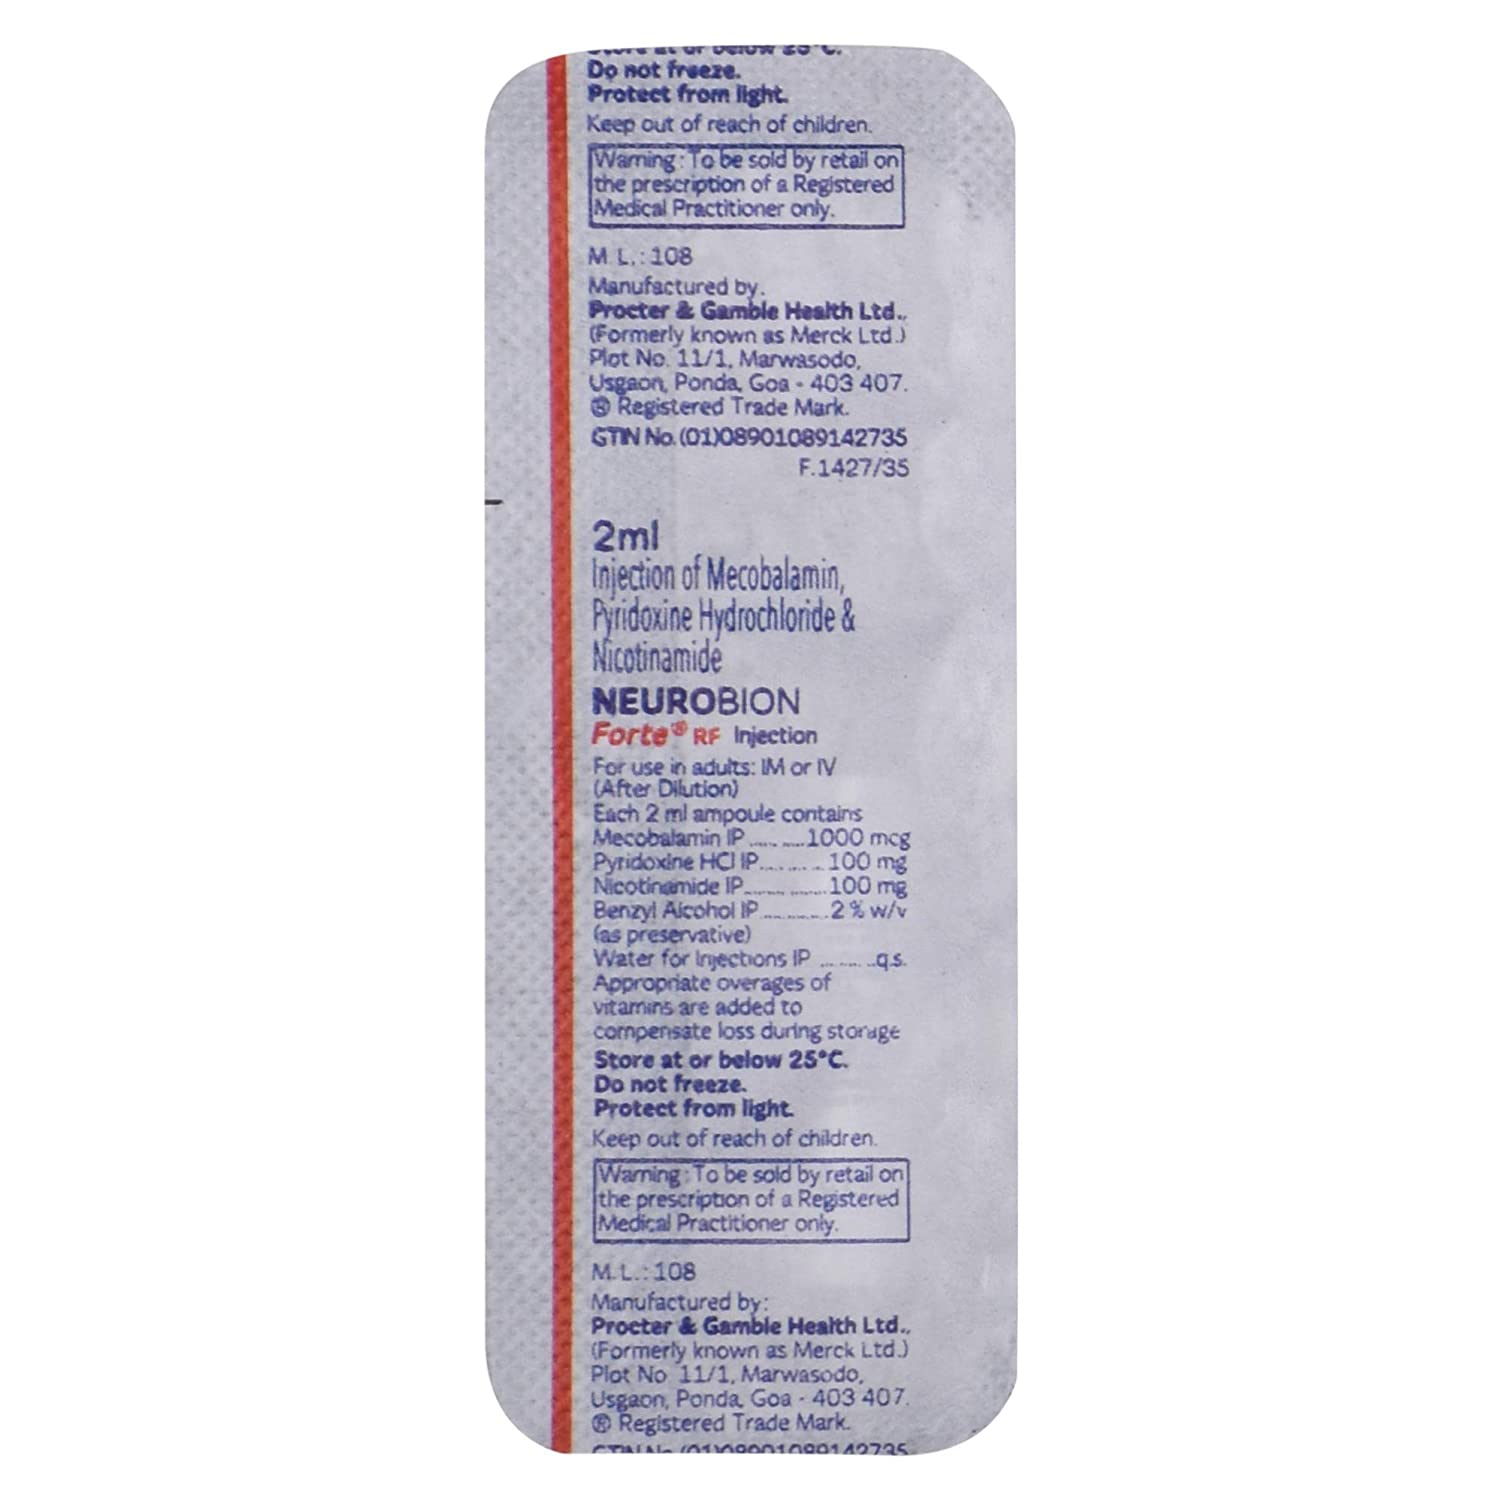 Store at or below 25°C.
Do not freeze.
Protect from light.
Keep out of reach of children.
Warning : To be sold by retail on
the prescription of a Registered
Medical Practitioner only.
M L. : 108
Manufactured by.
Procter & Gamble Health Ltd.,
(Formerly known as Merck Ltd.)
Plot No. 11/1, Marwasodo,
Usgaon, Ponda, Goa - 403 407.
® Registered Trade Mark.
GTIN No. (01)08901089142735
F.1427/35
2ml
Injection of Mecobalamin,
Pyridoxine Hydrochloride &
Nicotinamide
NEUROBION
Forte® RF Injection
For use in adults: IM or IV
(After Dilution)
Each 2 ml ampoule contains
Mecobalamin IP ..... .....1000 mcg
Pyridoxine HCl IP.............100 mg
Nicotinamide IP...............100 mg
Benzyl Alcohol IP.............2 % w/v
(as preservative)
Water for Injections IP .........q.s.
Appropriate overages of
vitamins are added to
compensate loss during storage
Store at or below 25°C.
Do not freeze.
Protect from light.
Keep out of reach of children.
Warning : To be sold by retail on
the prescription of a Registered
Medical Practitioner only.
M. L. : 108
Manufactured by:
Procter & Gamble Health Ltd.,
(Formerly known as Merck Ltd.)
Plot No 11/1, Marwasodo,
Usgaon, Ponda, Goa - 403 407.
® Registered Trade Mark.
GTIN No (01)08901089142735